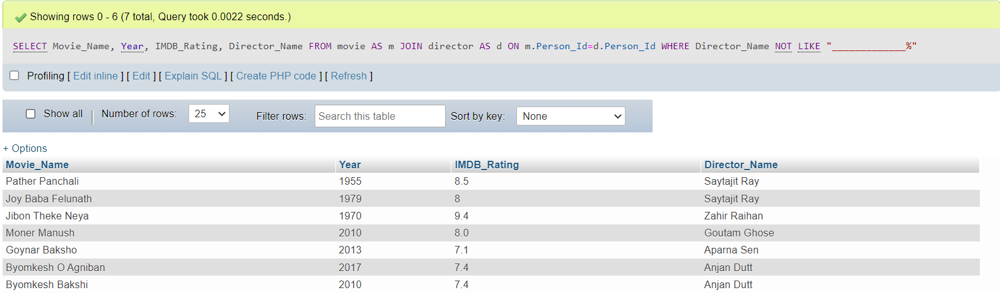 Showing rows 0 - 6 (7 total, Query took 0.0022 seconds.)
SELECT Movie_Name, Year, IMDB_Rating, Director_Name FROM movie AS m JOIN director AS d ON m.Person_Id=d.Person_Id WHERE Director_Name NOT LIKE "_____________%"
Profiling [ Edit inline ] [ Edit ] [ Explain SQL ] [ Create PHP code ] [ Refresh ]
Show all Number of rows: 25 Filter rows: Search this table Sort by key: None
+ Options
Movie_Name Year IMDB_Rating Director_Name
Pather Panchali 1955 8.5 Saytajit Ray
Joy Baba Felunath 1979 8 Saytajit Ray
Jibon Theke Neya 1970 9.4 Zahir Raihan
Moner Manush 2010 8.0 Goutam Ghose
Goynar Baksho 2013 7.1 Aparna Sen
Byomkesh O Agniban 2017 7.4 Anjan Dutt
Byomkesh Bakshi 2010 7.4 Anjan Dutt